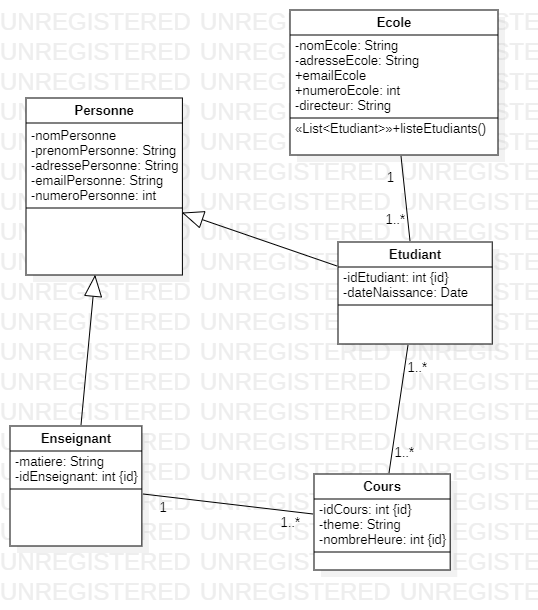 Ecole
-nomEcole: String
-adresseEcole: String
+emailEcole
+numeroEcole: int
-directeur: String
«List<Etudiant>»+listeEtudiants()
Personne
-nomPersonne
-prenomPersonne: String
-adressePersonne: String
-emailPersonne: String
-numeroPersonne: int
1
1..*
Etudiant
-idEtudiant: int {id}
-dateNaissance: Date
1..*
1..*
Enseignant
-matiere: String
-idEnseignant: int {id}
1
1..*
Cours
-idCours: int {id}
-theme: String
-nombreHeure: int {id}
UNREGISTERED